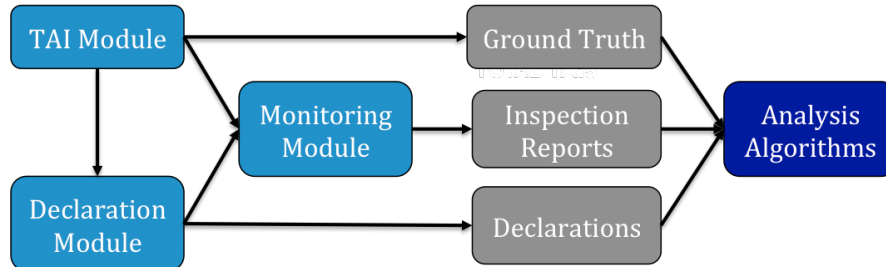 TAI Module
Ground Truth
Monitoring
Module
Inspection
Reports
Analysis
Algorithms
Declaration
Module
Declarations